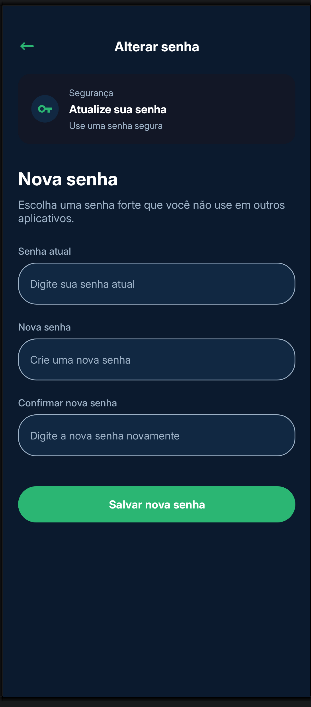 Alterar senha
Segurança
Atualize sua senha
Use uma senha segura
Nova senha
Escolha uma senha forte que você não use em outros
aplicativos.
Senha atual
Digite sua senha atual
Nova senha
Crie uma nova senha
Confirmar nova senha
Digite a nova senha novamente
Salvar nova senha